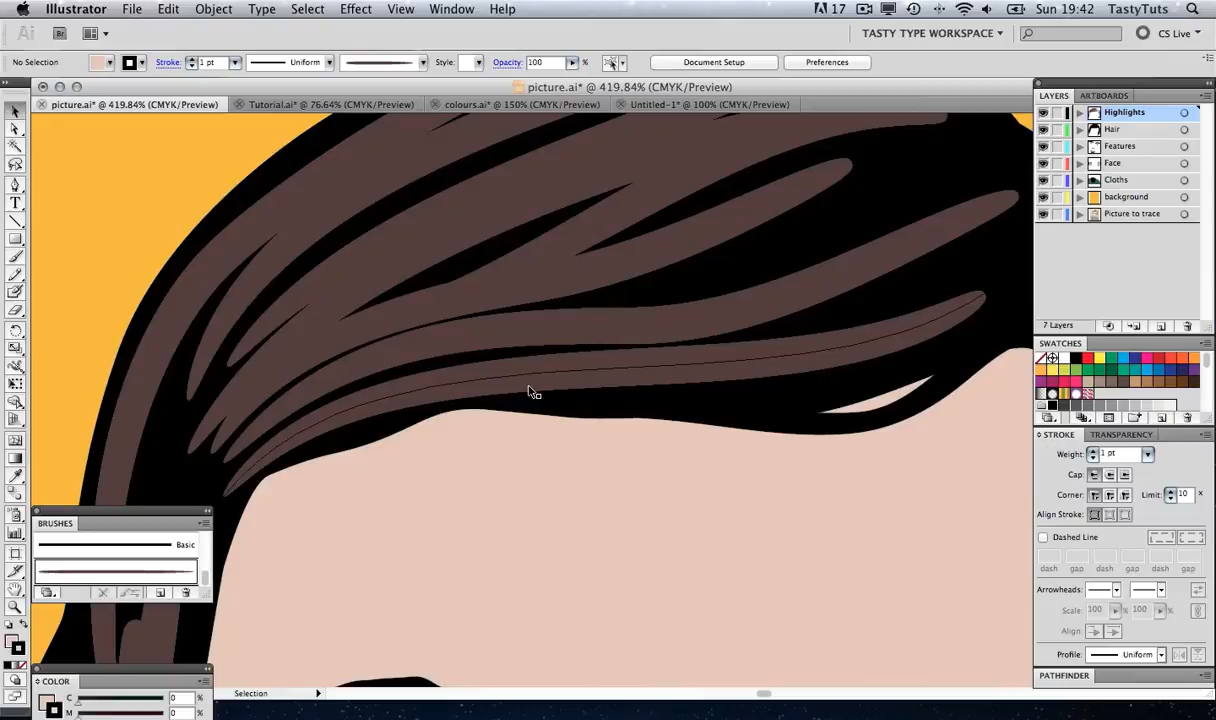 Illustrator File Edit Object Type Select Effect View Window Help 17 Sun 19:42 TastyTuts
Ai Br TASTY TYPE WORKSPACE CS Live
No Selection Stroke: 1 pt Uniform Style: Opacity: 100 % Document Setup Preferences
picture.ai* @ 419.84% (CMYK/Preview)
picture.ai* @ 419.84% (CMYK/Preview) Tutorial.ai* @ 76.64% (CMYK/Preview) colours.ai* @ 150% (CMYK/Preview) Untitled-1* @ 100% (CMYK/Preview)
LAYERS ARTBOARDS
Highlights
Hair
Features
Face
Cloths
background
Picture to trace
7 Layers
SWATCHES
STROKE TRANSPARENCY
Weight: 1 pt
Cap:
Corner: Limit: 10 x
Align Stroke:
Dashed Line
dash gap dash gap dash gap
Arrowheads:
Scale: 100 % 100 %
Align:
Profile: Uniform
PATHFINDER
BRUSHES
Basic
COLOR
C 0 %
M 0 %
Selection